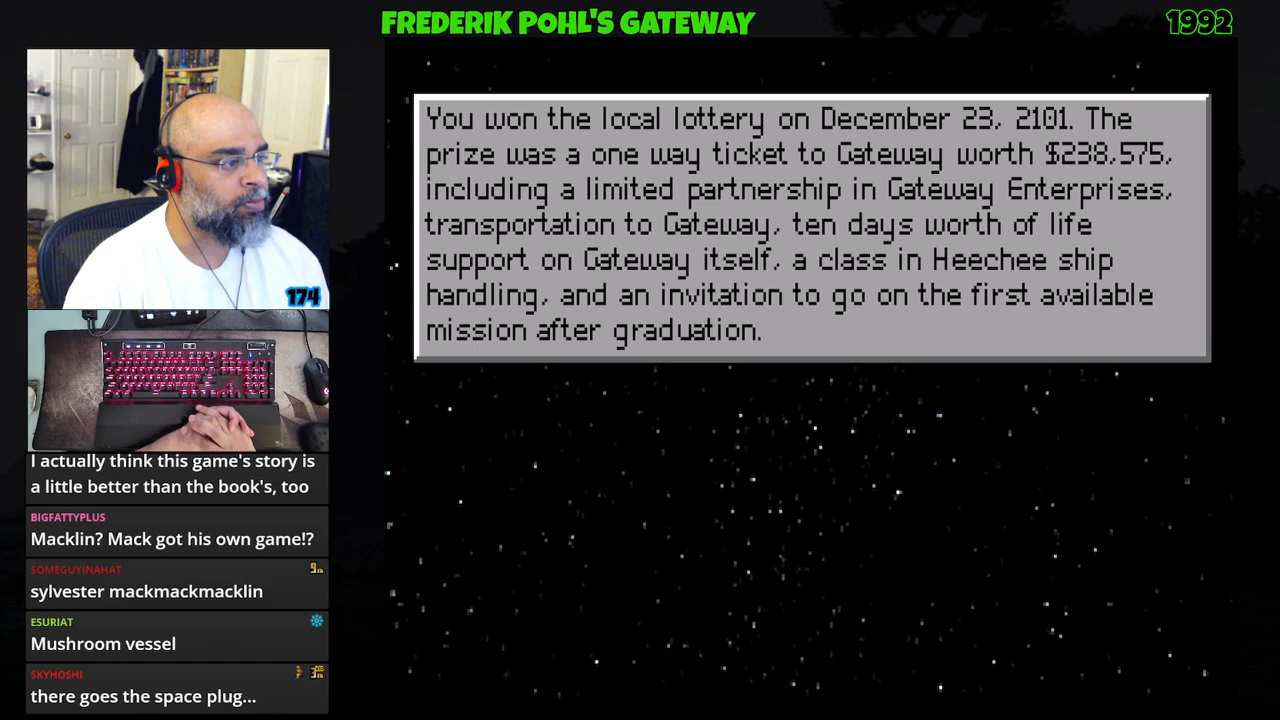 FREDERIK POHL'S GATEWAY
1992
You won the local lottery on December 23, 2101. The
prize was a one way ticket to Gateway worth $238,575,
including a limited partnership in Gateway Enterprises,
transportation to Gateway, ten days worth of life
support on Gateway itself, a class in Heechee ship
handling, and an invitation to go on the first available
mission after graduation.
174
I actually think this game's story is
a little better than the book's, too
BIGFATTYPLUS
Macklin? Mack got his own game!?
SOMEGUYINAHAT
sylvester mackmackmacklin
ESURIAT
Mushroom vessel
SKYHOSHI
there goes the space plug...